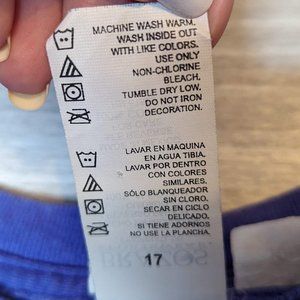 MACHINE WASH WARM.
WASH INSIDE OUT
WITH LIKE COLORS.
USE ONLY
NON-CHLORINE
BLEACH.
TUMBLE DRY LOW.
DO NOT IRON
DECORATION.
LAVAR EN MAQUINA
EN AGUA TIBIA.
LAVAR POR DENTRO
CON COLORES
SIMILARES.
SÓLO BLANQUEADOR
SIN CLORO.
SECAR EN CICLO
DELICADO.
SI TIENE ADORNOS
NO USE LA PLANCHA.
17